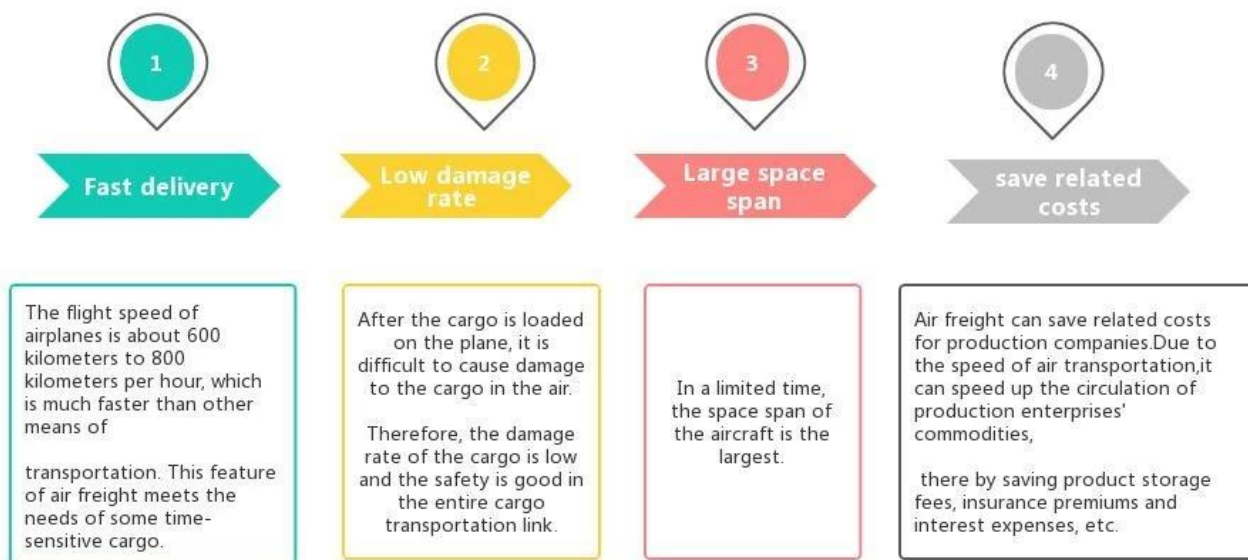 1
Fast delivery
The flight speed of
airplanes is about 600
kilometers to 800
kilometers per hour, which
is much faster than other
means of
transportation. This feature
of air freight meets the
needs of some time-
sensitive cargo.
2
Low damage
rate
After the cargo is loaded
on the plane, it is
difficult to cause damage
to the cargo in the air.
Therefore, the damage
rate of the cargo is low
and the safety is good in
the entire cargo
transportation link.
3
Large space
span
In a limited time,
the space span of
the aircraft is the
largest.
4
save related
costs
Air freight can save related costs
for production companies.Due to
the speed of air transportation,it
can speed up the circulation of
production enterprises'
commodities,
there by saving product storage
fees, insurance premiums and
interest expenses, etc.